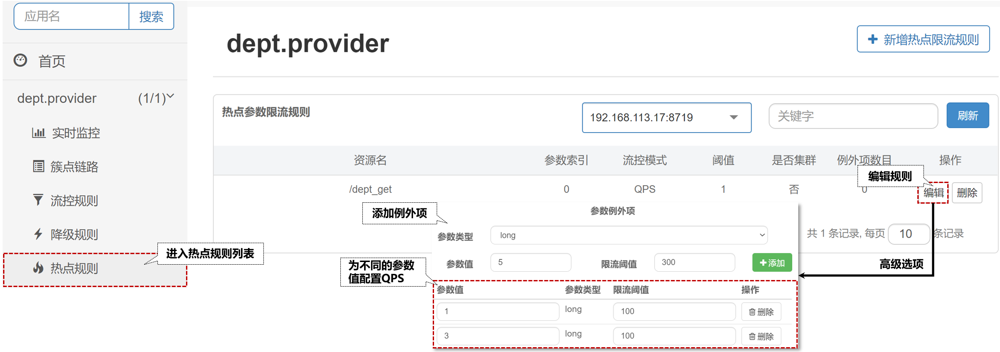 应用名 搜索
首页
dept.provider (1/1)
实时监控
簇点链路
流控规则
降级规则
热点规则
进入热点规则列表
dept.provider
新增热点限流规则
热点参数限流规则 192.168.113.17:8719 关键字 刷新
资源名 参数索引 流控模式 阈值 是否集群 例外项数目 操作
编辑规则
/dept_get 0 QPS 1 否 0 编辑 删除
共 1 条记录, 每页 10 条记录
高级选项
添加例外项
参数例外项
参数类型 long
参数值 5 限流阈值 300 添加
为不同的参数
值配置QPS
参数值 参数类型 限流阈值 操作
1 long 100 删除
3 long 100 删除